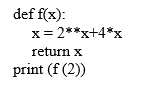 def f(x):
x = 2**x+4*x
return x
print (f (2))